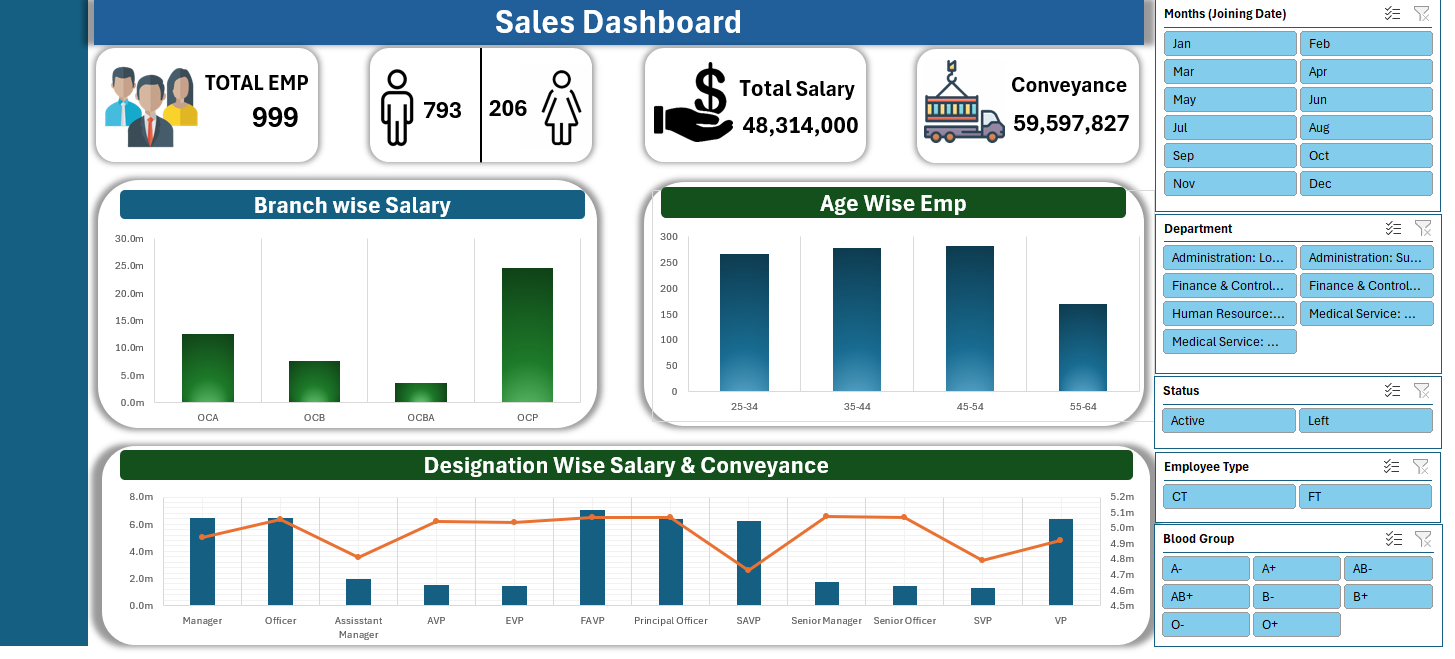 Sales Dashboard
TOTAL EMP
999
793
206
Total Salary
48,314,000
Conveyance
59,597,827
Branch wise Salary
30.0m
25.0m
20.0m
15.0m
10.0m
5.0m
0.0m
OCA OCB OCBA OCP
Age Wise Emp
300
250
200
150
100
50
0
25-34 35-44 45-54 55-64
Designation Wise Salary & Conveyance
8.0m
6.0m
4.0m
2.0m
0.0m
5.2m
5.1m
5.0m
4.9m
4.8m
4.7m
4.6m
4.5m
Manager Officer Assisstant Manager AVP EVP FAVP Principal Officer SAVP Senior Manager Senior Officer SVP VP
Months (Joining Date)
Jan Feb
Mar Apr
May Jun
Jul Aug
Sep Oct
Nov Dec
Department
Administration: Lo... Administration: Su...
Finance & Control... Finance & Control...
Human Resource:... Medical Service: ...
Medical Service: ...
Status
Active Left
Employee Type
CT FT
Blood Group
A- A+ AB-
AB+ B- B+
O- O+